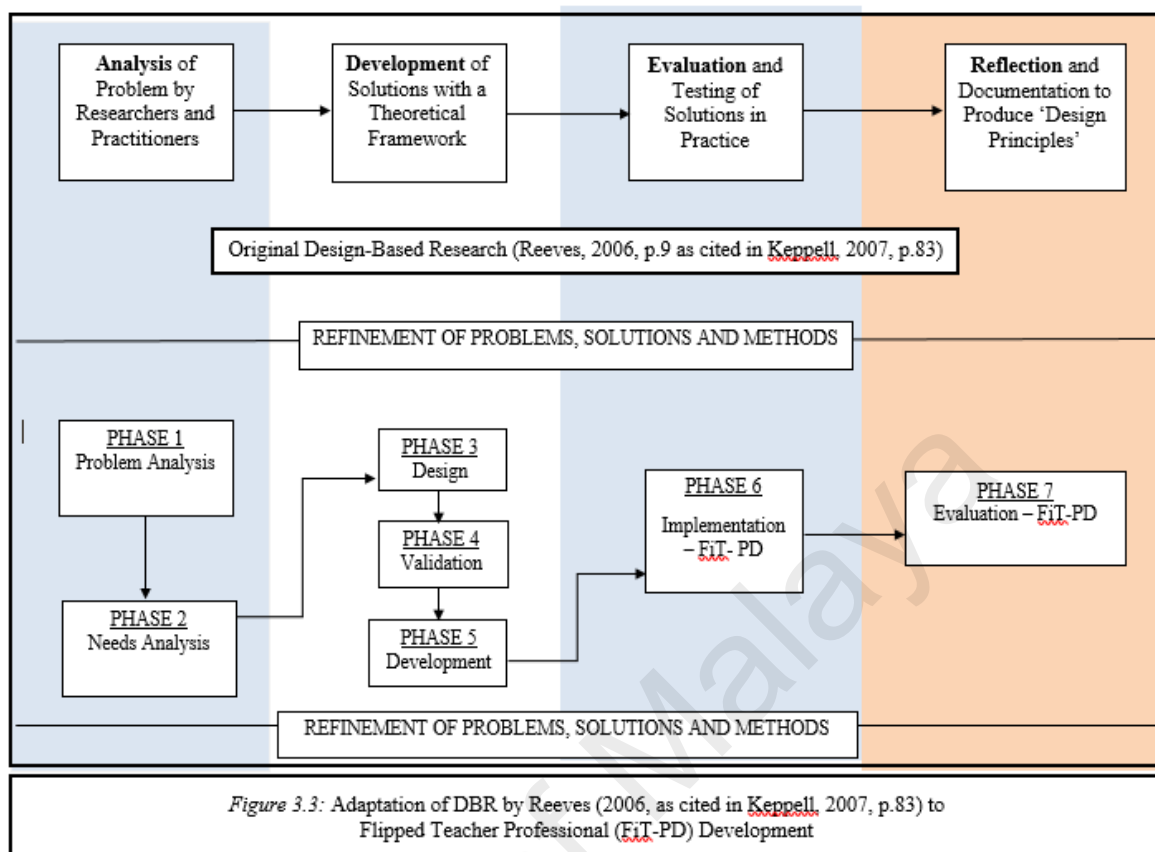 Analysis of
Problem by
Researchers and
Practitioners
Development of
Solutions with a
Theoretical
Framework
Evaluation and
Testing of
Solutions in
Practice
Reflection and
Documentation to
Produce ‘Design
Principles’
Original Design-Based Research (Reeves, 2006, p.9 as cited in Keppell, 2007, p.83)
REFINEMENT OF PROBLEMS, SOLUTIONS AND METHODS
PHASE 1
Problem Analysis
PHASE 2
Needs Analysis
PHASE 3
Design
PHASE 4
Validation
PHASE 5
Development
PHASE 6
Implementation
– FiT- PD
PHASE 7
Evaluation – FiT-PD
REFINEMENT OF PROBLEMS, SOLUTIONS AND METHODS
Figure 3.3: Adaptation of DBR by Reeves (2006, as cited in Keppell, 2007, p.83) to
Flipped Teacher Professional (FiT-PD) Development
f Malaya